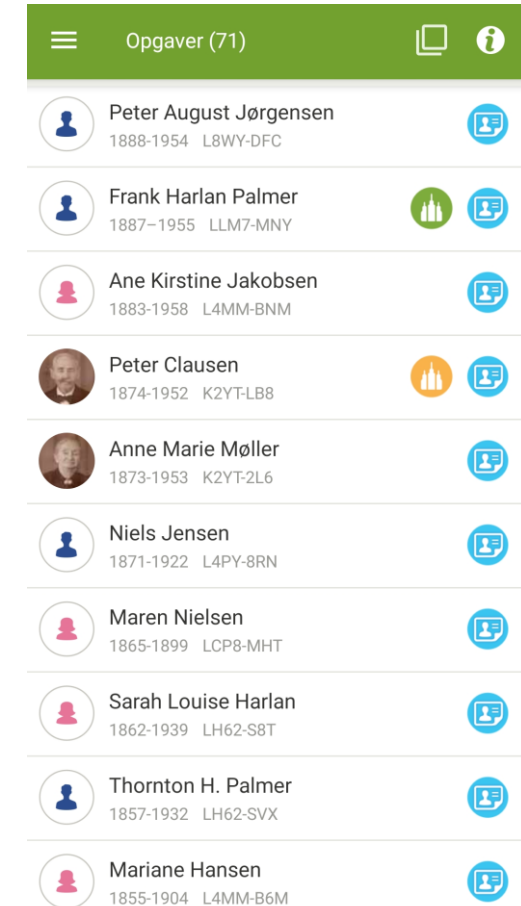 Opgaver (71)
Peter August Jørgensen
1888-1954 L8WY-DFC
Frank Harlan Palmer
1887–1955 LLM7-MNY
Ane Kirstine Jakobsen
1883-1958 L4MM-BNM
Peter Clausen
1874-1952 K2YT-LB8
Anne Marie Møller
1873-1953 K2YT-2L6
Niels Jensen
1871-1922 L4PY-8RN
Maren Nielsen
1865-1899 LCP8-MHT
Sarah Louise Harlan
1862-1939 LH62-S8T
Thornton H. Palmer
1857-1932 LH62-SVX
Mariane Hansen
1855-1904 L4MM-B6M